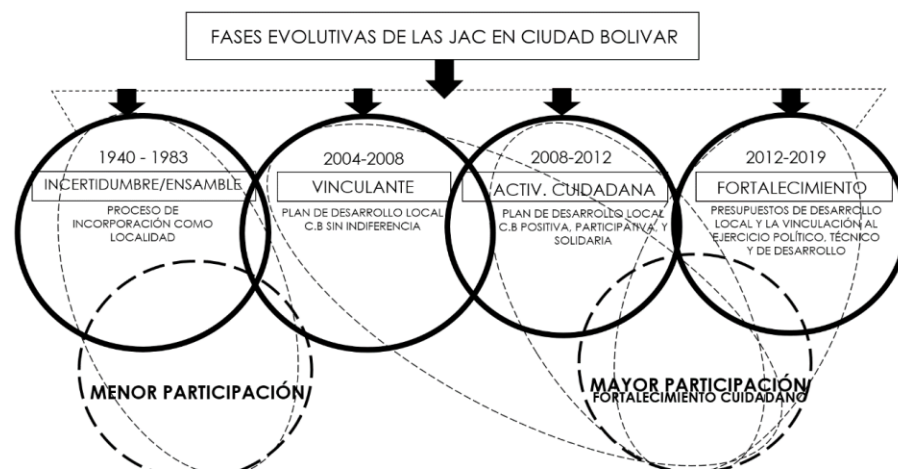 FASES EVOLUTIVAS DE LAS JAC EN CIUDAD BOLIVAR
1940 - 1983
INCERTIDUMBRE/ENSAMBLE
PROCESO DE
INCORPORACIÓN COMO
LOCALIDAD
2004-2008
VINCULANTE
PLAN DE DESARROLLO LOCAL
C.B SIN INDIFERENCIA
2008-2012
ACTIV. CUIDADANA
PLAN DE DESARROLLO LOCAL
C.B POSITIVA, PARTICIPATIVA, Y
SOLIDARIA
2012-2019
FORTALECIMIENTO
PRESUPUESTOS DE DESARROLLO
LOCAL Y LA VINCULACIÓN AL
EJERCICIO POLÍTICO, TÉCNICO
Y DE DESARROLLO
MENOR PARTICIPACIÓN
MAYOR PARTICIPACIÓN
FORTALECIMIENTO CUIDADANO